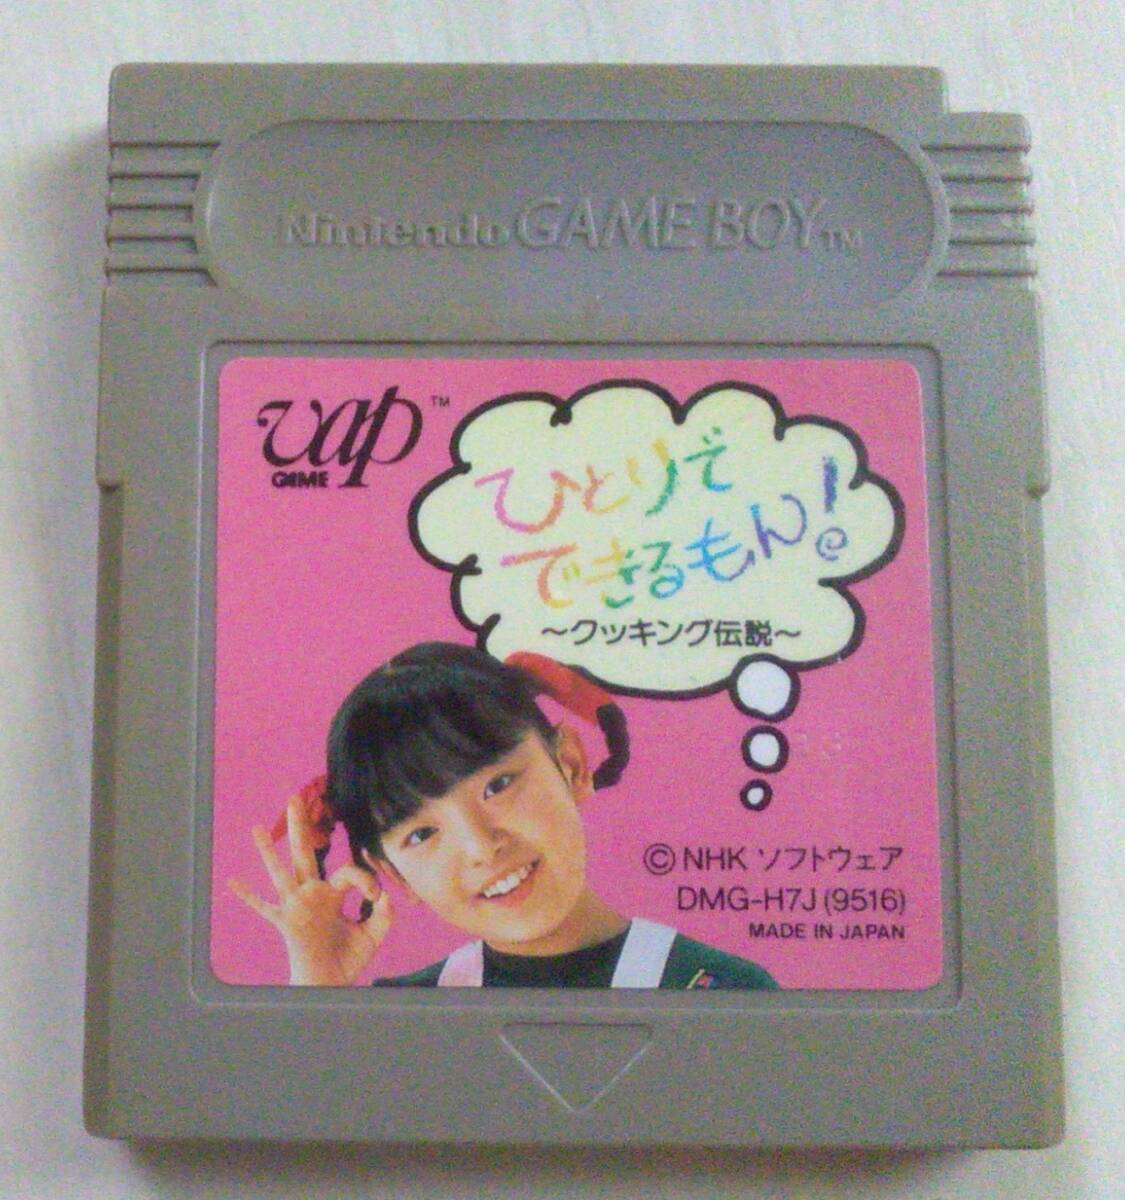 Nintendo GAME BOY TM
vap TM
GAME
ひとりで
できるもん!
～クッキング伝説～
© NHK ソフトウェア
DMG-H7J (9516)
MADE IN JAPAN